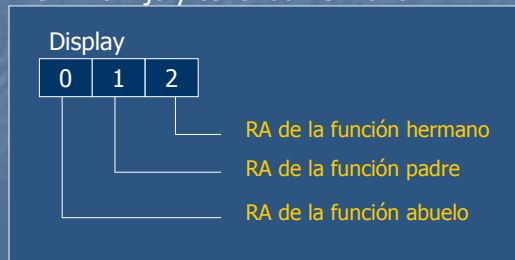 Display
0 1 2
RA de la función hermano
RA de la función padre
RA de la función abuelo